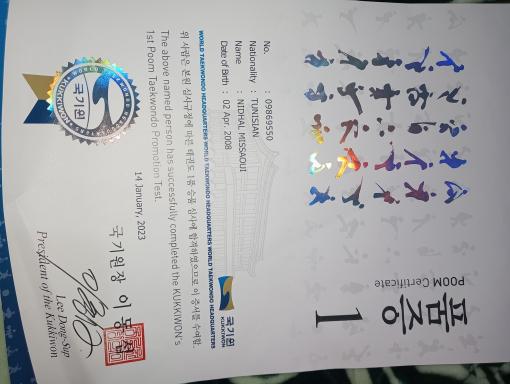 품증
1
POOM Certificate
No. : 09869550
Nationality : TUNISIAN
Name : NIDHAL MISSAOUI
Date of Birth : 02 Apr. 2008
국기원
KUKKIWON
WORLD TAEKWONDO HEADQUARTERS WORLD TAEKWONDO HEADQUARTERS WORLD TAEKWONDO HEADQUARTERS
위 사람은 본원 심사규정에 따른 태권도 1품 승품 심사에 합격하였으므로 이 증서를 수여함.
The above named person has successfully completed the KUKKIWON's
1st Poom Taekwondo Promotion Test.
14 January, 2023
국기원장 이동섭
Lee Dong-Sup
President of the Kukkiwon
국기원
KUKKIWON